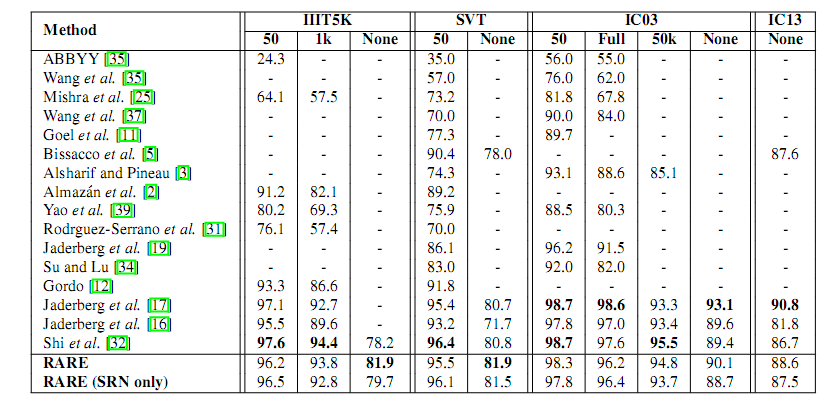 Method IIIT5K SVT IC03 IC13
50 1k None 50 None 50 Full 50k None None
ABBYY [35] 24.3 - - 35.0 - 56.0 55.0 - - -
Wang et al. [35] - - - 57.0 - 76.0 62.0 - - -
Mishra et al. [25] 64.1 57.5 - 73.2 - 81.8 67.8 - - -
Wang et al. [37] - - - 70.0 - 90.0 84.0 - - -
Goel et al. [11] - - - 77.3 - 89.7 - - - -
Bissacco et al. [5] - - - 90.4 78.0 - - - - 87.6
Alsharif and Pineau [3] - - - 74.3 - 93.1 88.6 85.1 - -
Almazán et al. [2] 91.2 82.1 - 89.2 - - - - - -
Yao et al. [39] 80.2 69.3 - 75.9 - 88.5 80.3 - - -
Rodrguez-Serrano et al. [31] 76.1 57.4 - 70.0 - - - - - -
Jaderberg et al. [19] - - - 86.1 - 96.2 91.5 - - -
Su and Lu [34] - - - 83.0 - 92.0 82.0 - - -
Gordo [12] 93.3 86.6 - 91.8 - - - - - -
Jaderberg et al. [17] 97.1 92.7 - 95.4 80.7 98.7 98.6 93.3 93.1 90.8
Jaderberg et al. [16] 95.5 89.6 - 93.2 71.7 97.8 97.0 93.4 89.6 81.8
Shi et al. [32] 97.6 94.4 78.2 96.4 80.8 98.7 97.6 95.5 89.4 86.7
RARE 96.2 93.8 81.9 95.5 81.9 98.3 96.2 94.8 90.1 88.6
RARE (SRN only) 96.5 92.8 79.7 96.1 81.5 97.8 96.4 93.7 88.7 87.5